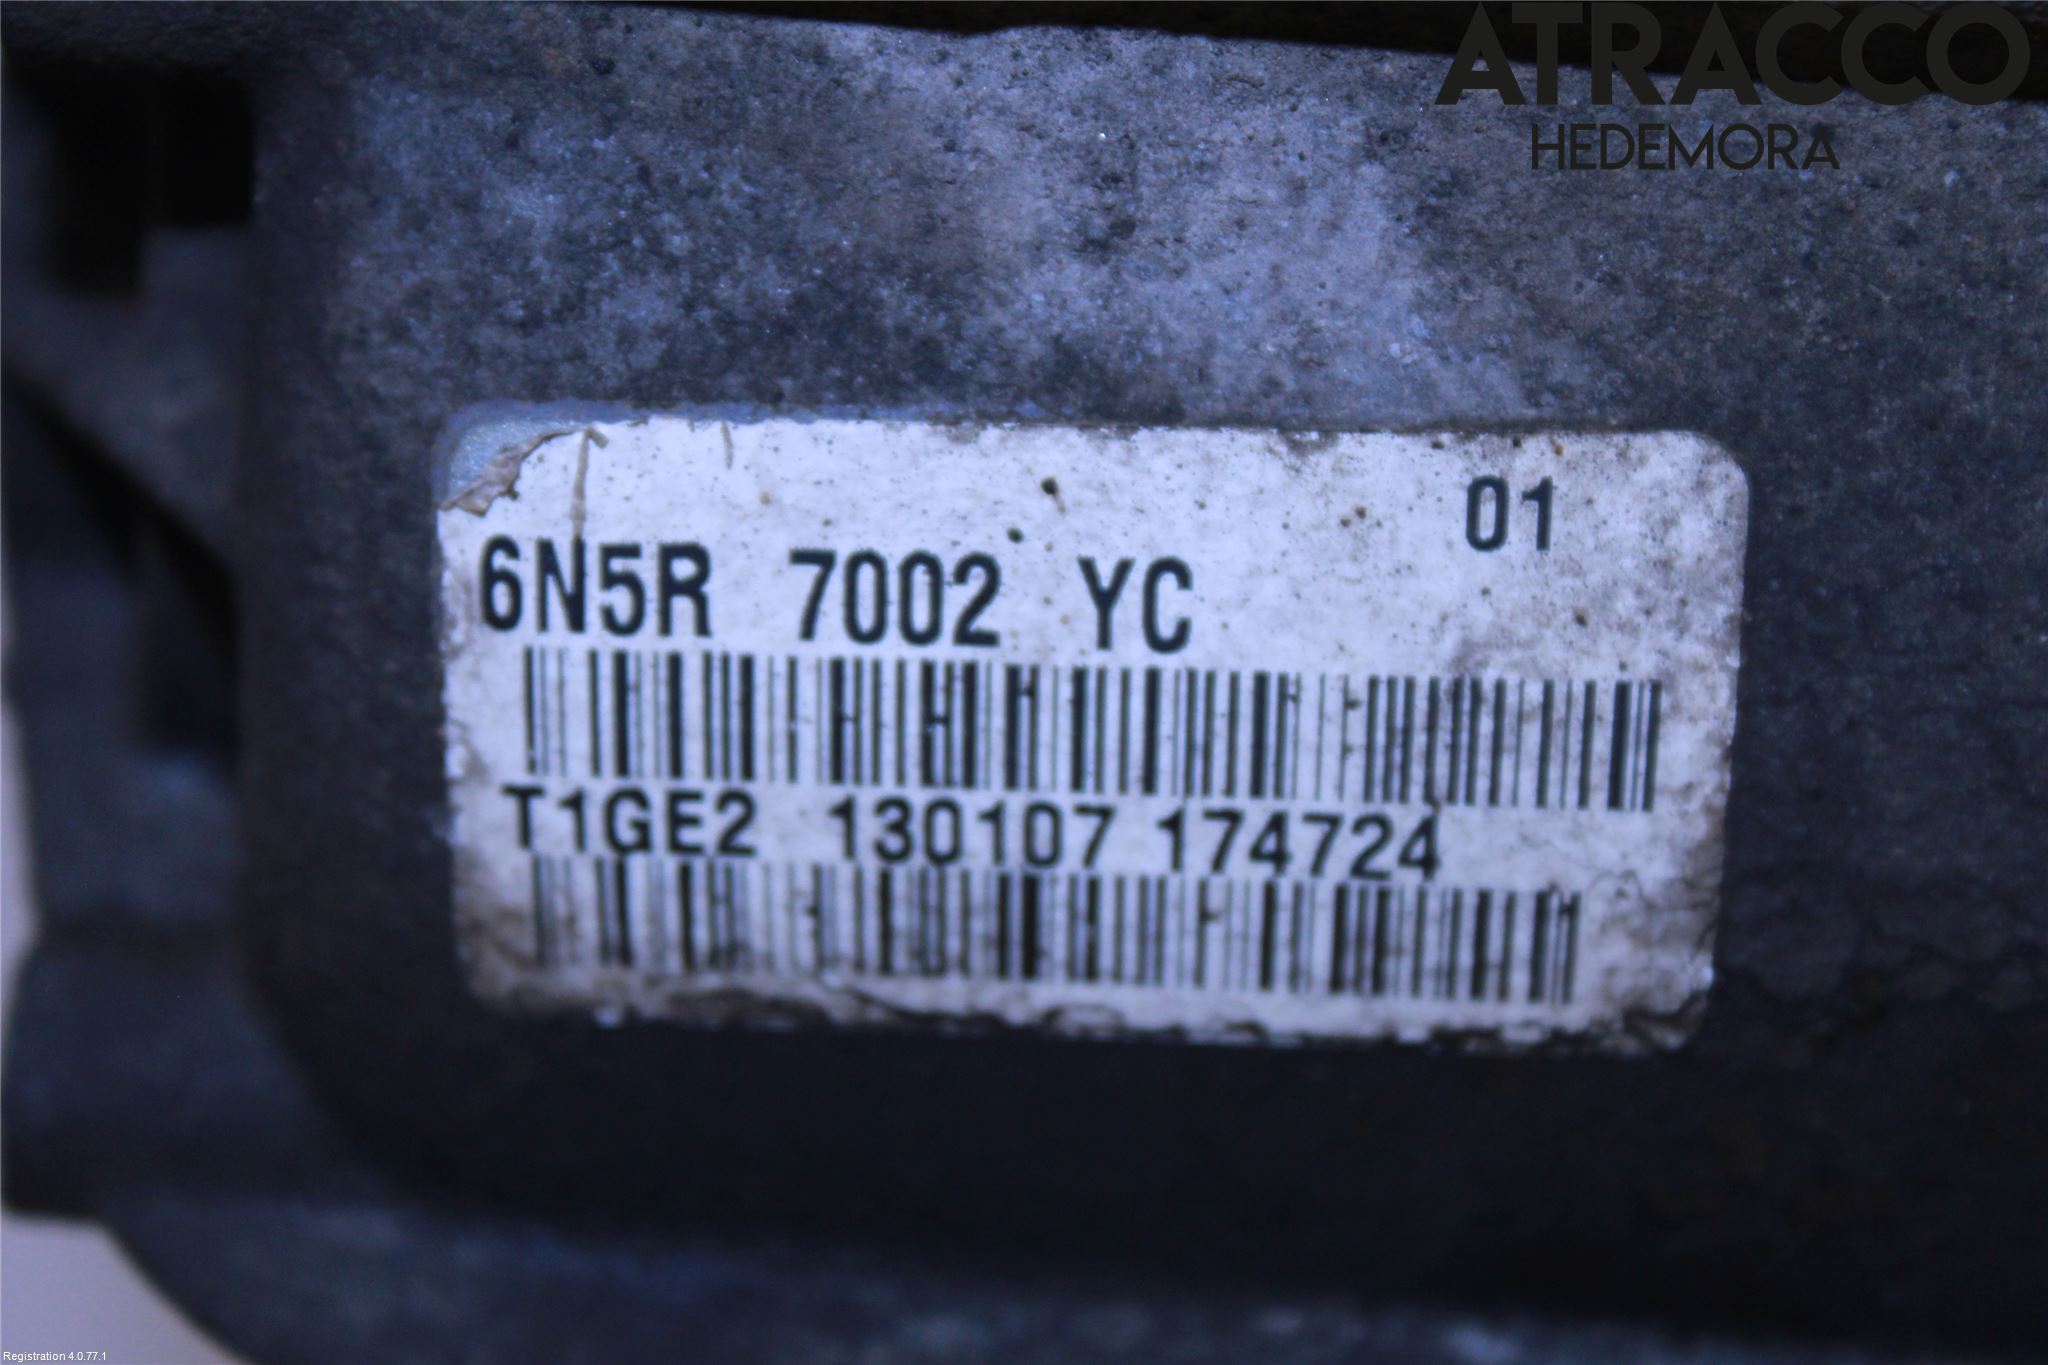 ATRACCO
HEDEMORA
01
6N5R 7002 YC
T1GE2 130107 174724
Registration 4.0.77.1